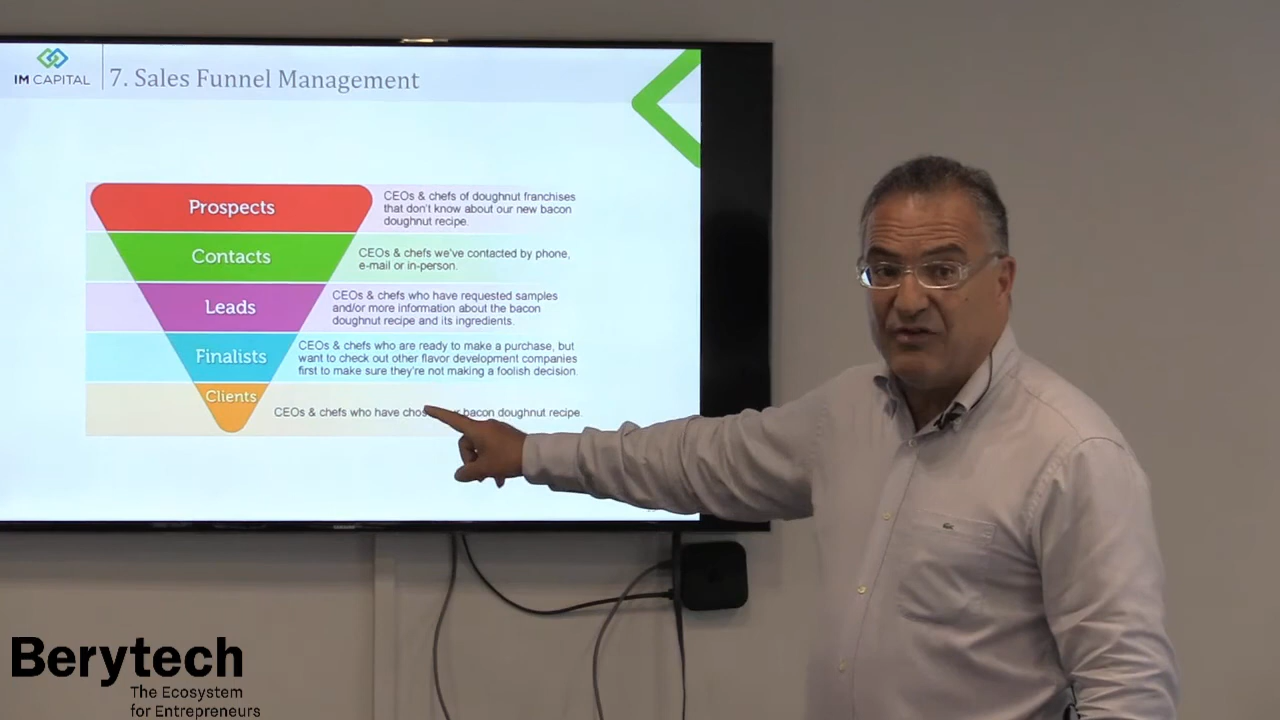 IM CAPITAL
7. Sales Funnel Management
Prospects
CEOs & chefs of doughnut franchises
that don't know about our new bacon
doughnut recipe.
Contacts
CEOs & chefs we've contacted by phone,
e-mail or in-person.
Leads
CEOs & chefs who have requested samples
and/or more information about the bacon
doughnut recipe and its ingredients.
Finalists
CEOs & chefs who are ready to make a purchase, but
want to check out other flavor development companies
first to make sure they're not making a foolish decision.
Clients
CEOs & chefs who have bacon doughnut recipe.
Berytech
The Ecosystem
for Entrepreneurs